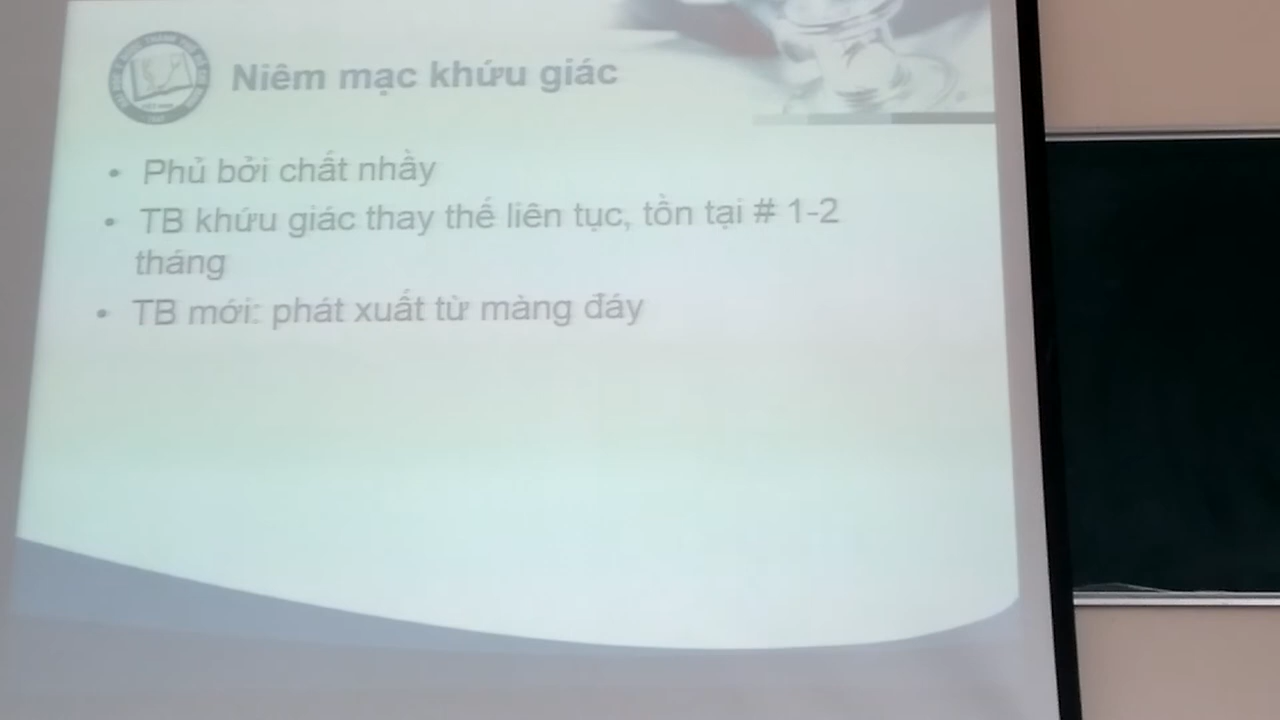 Niêm mạc khứu giác
• Phủ bởi chất nhầy
• TB khứu giác thay thế liên tục, tồn tại # 1-2
tháng
• TB mới: phát xuất từ màng đáy